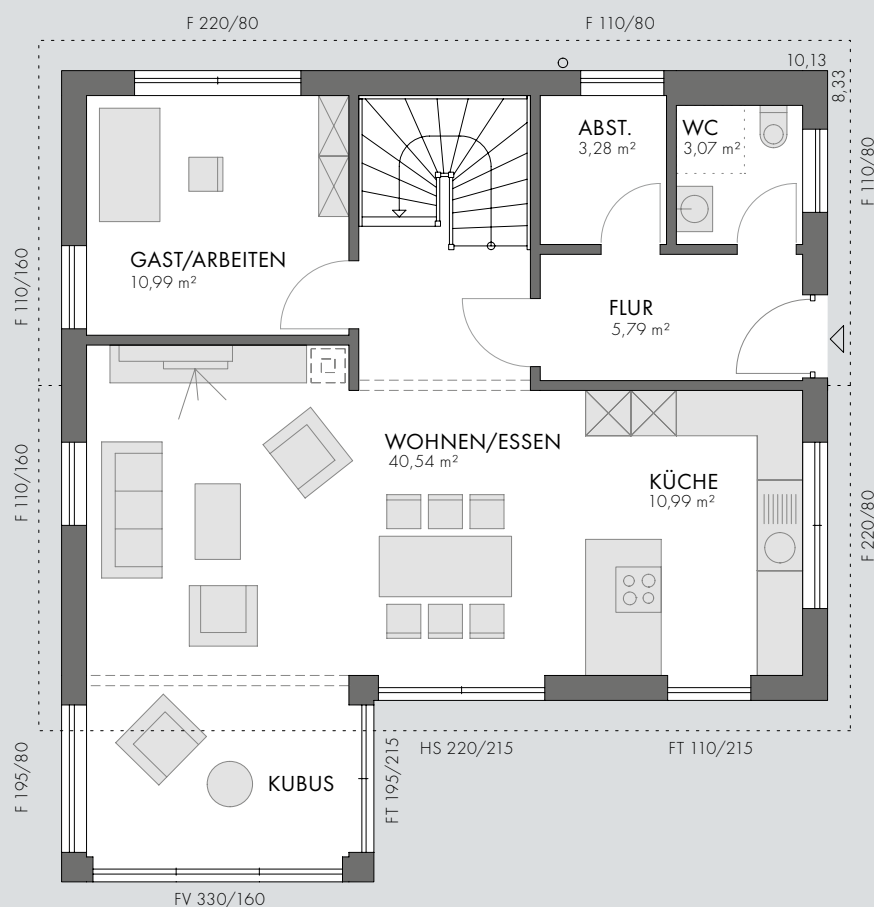 F 220/80
F 110/80
10,13
8,33
ABST.
3,28 m²
WC
3,07 m²
F 110/80
GAST/ARBEITEN
10,99 m²
F 110/160
FLUR
5,79 m²
WOHNEN/ESSEN
40,54 m²
F 110/160
KÜCHE
10,99 m²
F 220/80
HS 220/215
FT 110/215
F 195/80
FT 195/215
KUBUS
FV 330/160